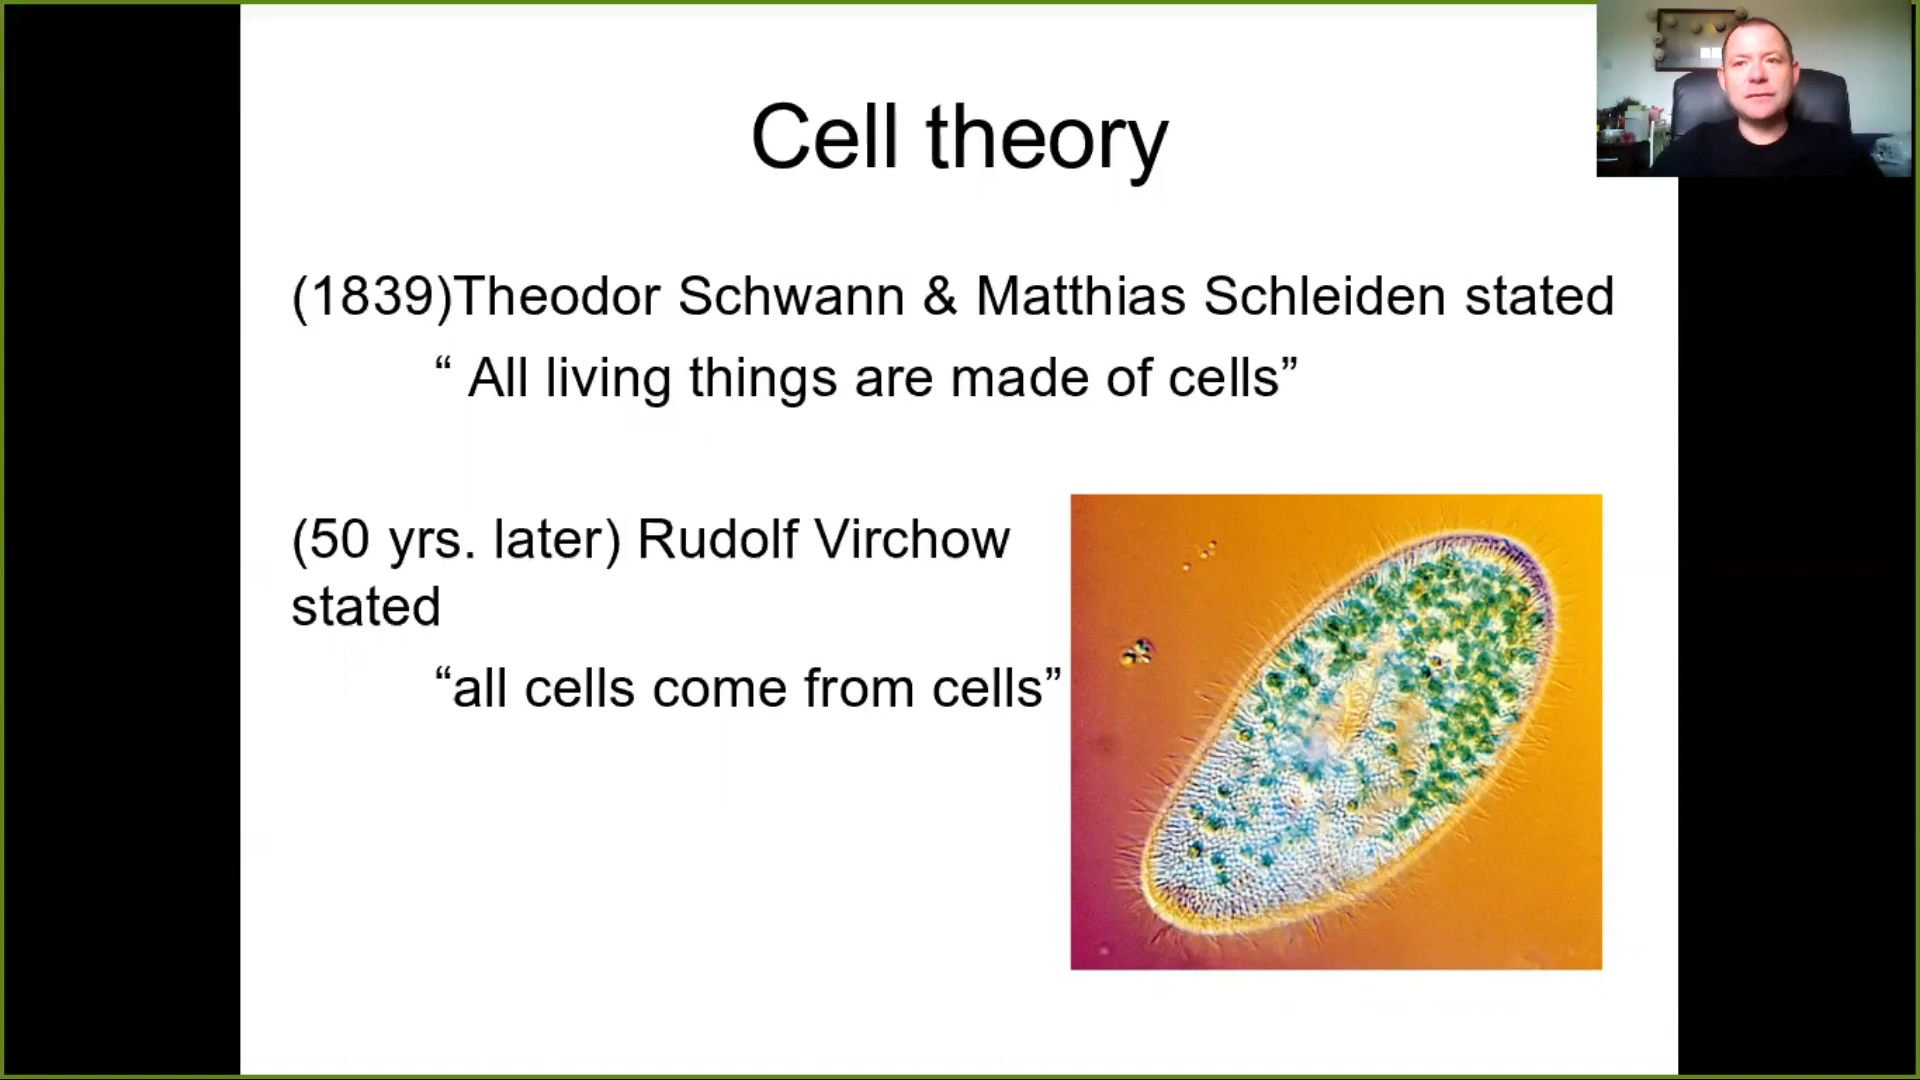 Cell theory
(1839)Theodor Schwann & Matthias Schleiden stated
“ All living things are made of cells”
(50 yrs. later) Rudolf Virchow
stated
“all cells come from cells”